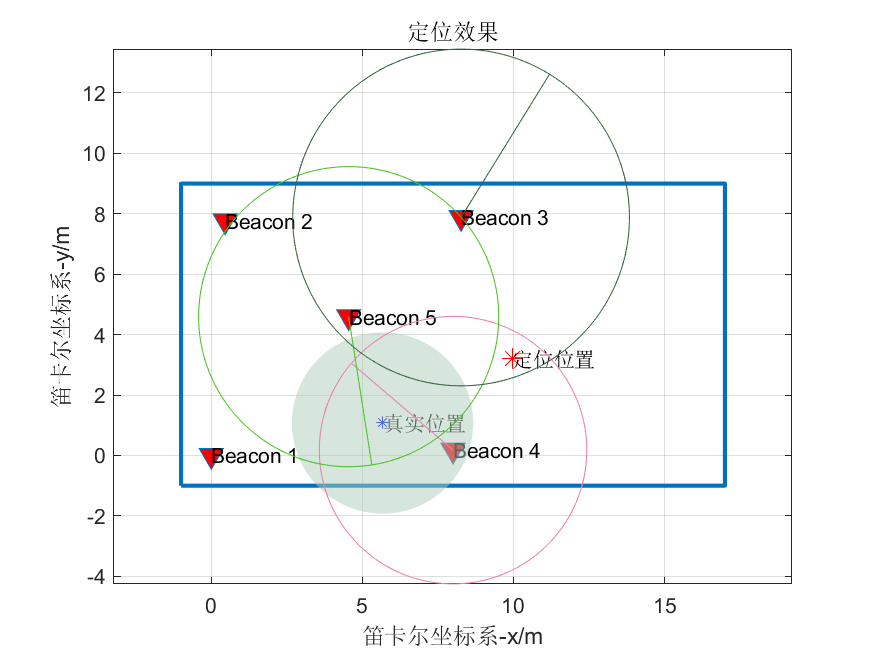 定位效果
12
10
8
6
4
2
0
-2
-4
笛卡尔坐标系-y/m
Beacon 2
Beacon 3
Beacon 5
定位位置
真实位置
Beacon 1
Beacon 4
0
5
10
15
笛卡尔坐标系-x/m